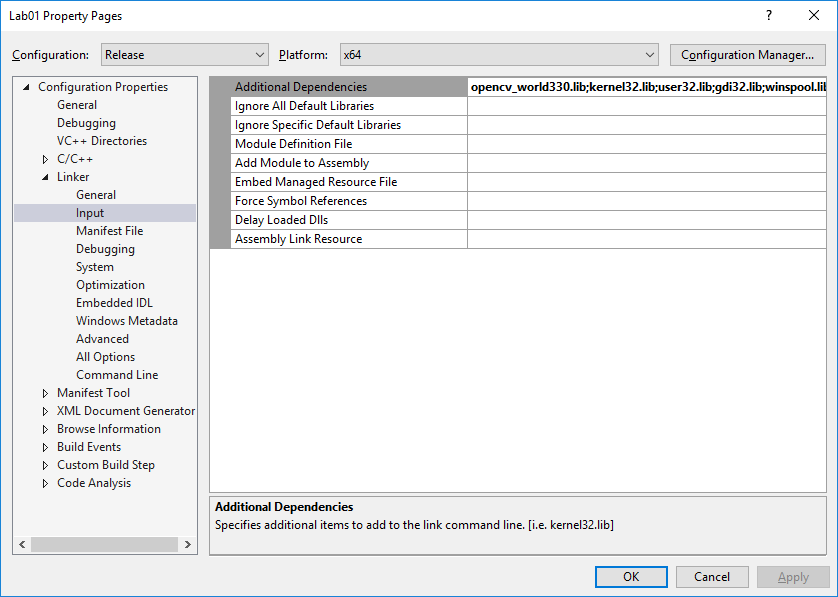 Lab01 Property Pages
?
Configuration: Release Platform: x64 Configuration Manager...
Configuration Properties
General
Debugging
VC++ Directories
C/C++
Linker
General
Input
Manifest File
Debugging
System
Optimization
Embedded IDL
Windows Metadata
Advanced
All Options
Command Line
Manifest Tool
XML Document Generator
Browse Information
Build Events
Custom Build Step
Code Analysis
Additional Dependencies opencv_world330.lib;kernel32.lib;user32.lib;gdi32.lib;winspool.lib
Ignore All Default Libraries
Ignore Specific Default Libraries
Module Definition File
Add Module to Assembly
Embed Managed Resource File
Force Symbol References
Delay Loaded Dlls
Assembly Link Resource
Additional Dependencies
Specifies additional items to add to the link command line. [i.e. kernel32.lib]
OK Cancel Apply